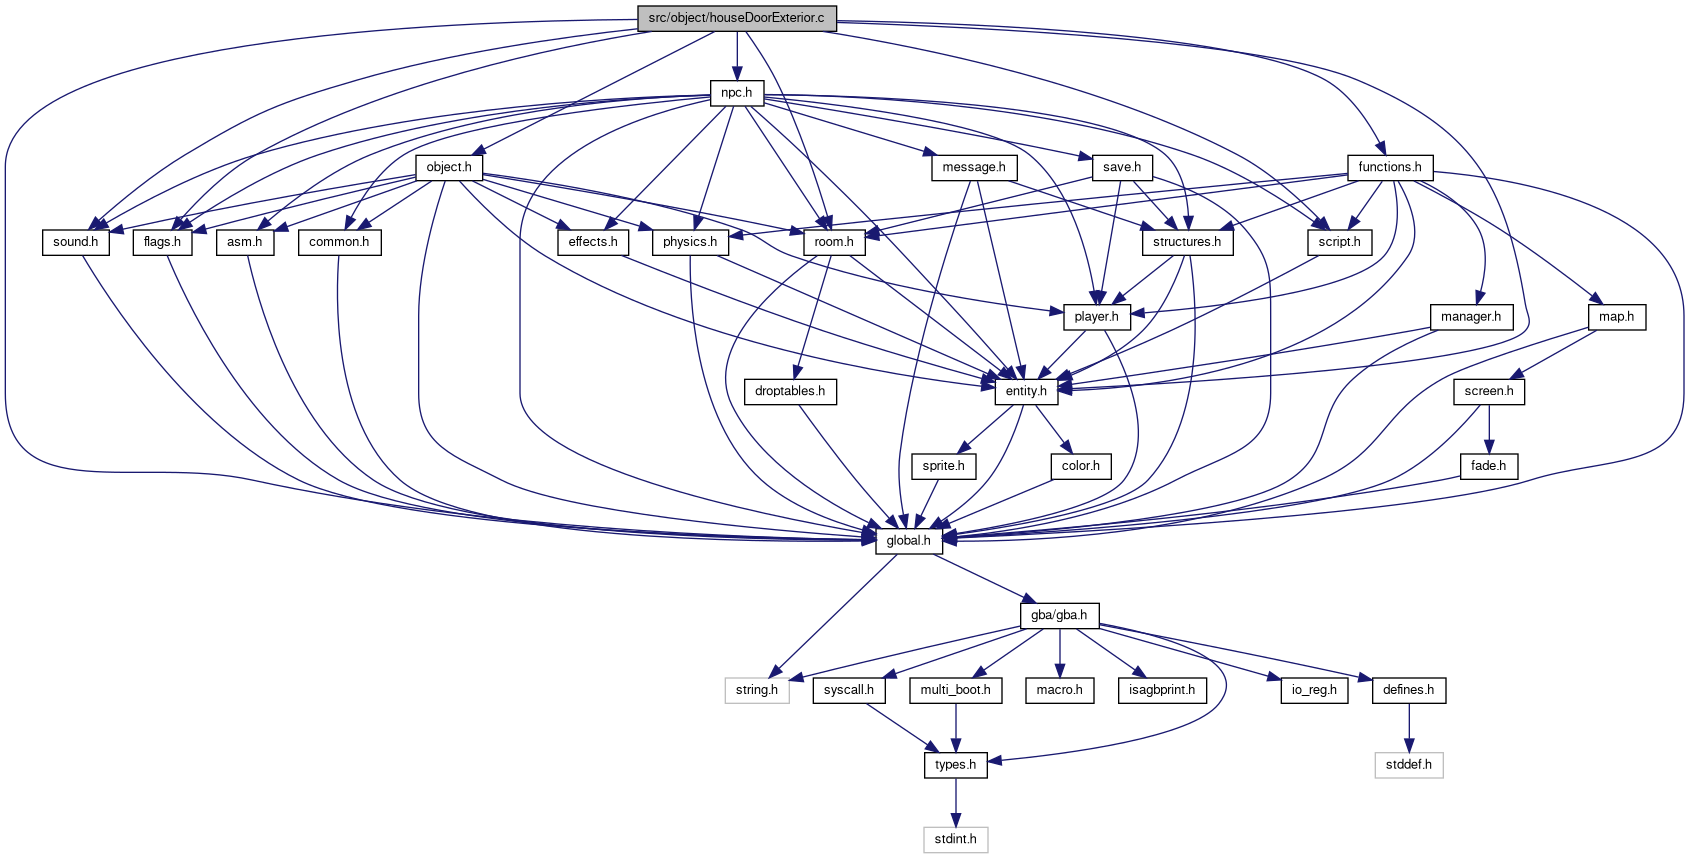 src/object/houseDoorExterior.c
npc.h
object.h
message.h
save.h
functions.h
sound.h
flags.h
asm.h
common.h
effects.h
physics.h
room.h
structures.h
script.h
player.h
manager.h
map.h
droptables.h
entity.h
screen.h
sprite.h
color.h
fade.h
global.h
gba/gba.h
string.h
syscall.h
multi_boot.h
macro.h
isagbprint.h
io_reg.h
defines.h
types.h
stddef.h
stdint.h